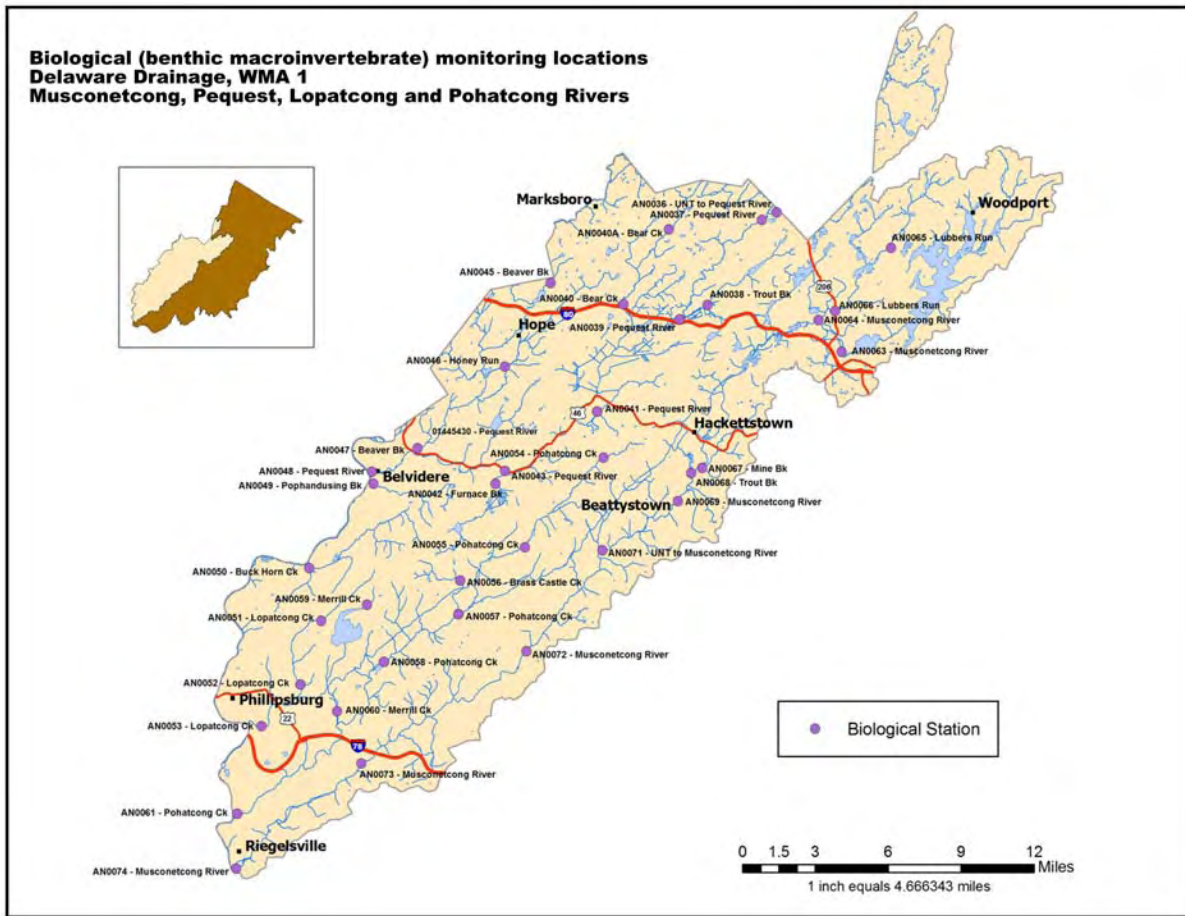 Biological (benthic macroinvertebrate) monitoring locations
Delaware Drainage, WMA 1
Musconetcong, Pequest, Lopatcong and Pohatcong Rivers
Marksboro
AN0036 - UNT to Pequest River
AN0037 - Pequest River
Woodport
AN0040A - Bear Ck
AN0065 - Lubbers Run
AN0045 - Beaver Bk
206
AN0040 - Bear Ck
AN0038 - Trout Bk
AN0066 - Lubbers Run
80
AN0039 - Pequest River
AN0064 - Musconetcong River
Hope
AN0063 - Musconetcong River
AN0046 - Honey Run
46
AN0041 - Pequest River
Hackettstown
01445430 - Pequest River
AN0047 - Beaver Bk
AN0054 - Pohatcong Ck
AN0048 - Pequest River
Belvidere
AN0043 - Pequest River
AN0067 - Mine Bk
AN0049 - Pophandusing Bk
AN0042 - Furnace Bk
AN0068 - Trout Bk
Beattystown
AN0069 - Musconetcong River
AN0055 - Pohatcong Ck
AN0071 - UNT to Musconetcong River
AN0050 - Buck Horn Ck
AN0056 - Brass Castle Ck
AN0059 - Merrill Ck
AN0051 - Lopatcong Ck
AN0057 - Pohatcong Ck
AN0072 - Musconetcong River
AN0058 - Pohatcong Ck
AN0052 - Lopatcong Ck
Phillipsburg
22
AN0060 - Merrill Ck
AN0053 - Lopatcong Ck
78
AN0073 - Musconetcong River
Biological Station
AN0061 - Pohatcong Ck
Riegelsville
AN0074 - Musconetcong River
0 1.5 3 6 9 12
Miles
1 inch equals 4.666343 miles